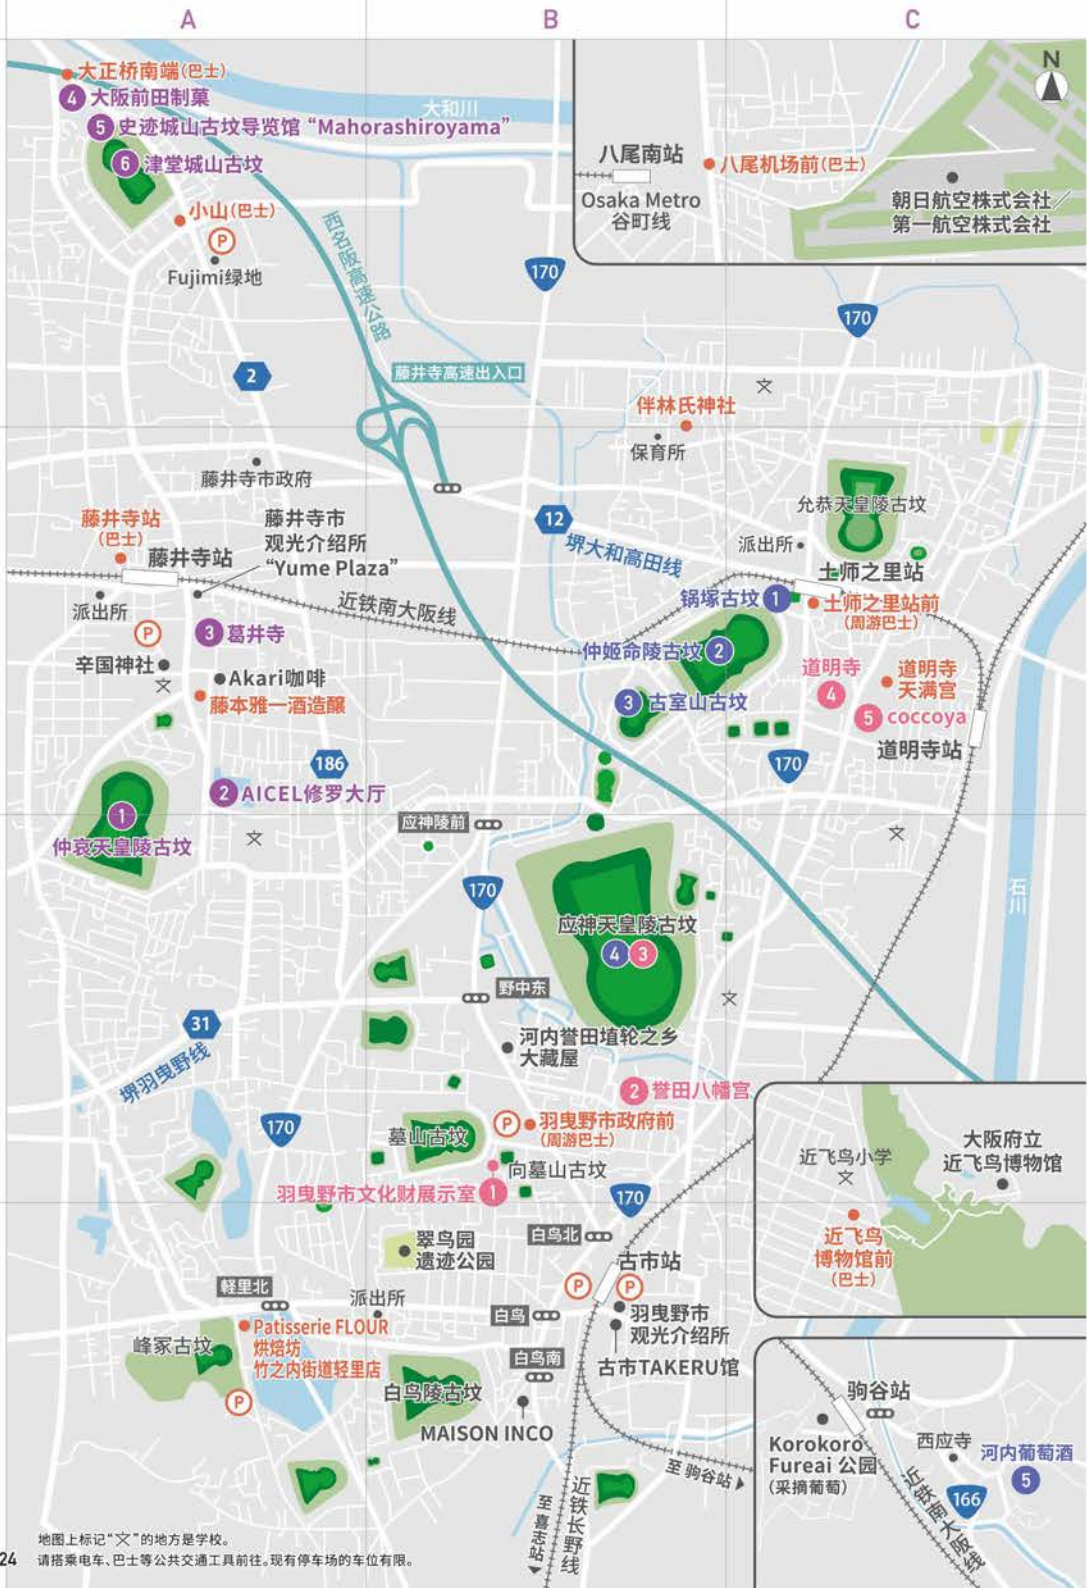 A
B
C
大正桥南端(巴士)
4 大阪前田制菓
5 史迹城山古坟导览馆 “Mahorashiroyama”
6 津堂城山古坟
小山(巴士)
P
Fujimi绿地
大和川
西名阪高速公路
170
八尾南站
Osaka Metro
谷町线
八尾机场前(巴士)
N
朝日航空株式会社／
第一航空株式会社
170
2
藤井寺高速出入口
文
伴林氏神社
保育所
藤井寺市政府
允恭天皇陵古坟
藤井寺站
(巴士)
藤井寺站
藤井寺市
观光介绍所
“Yume Plaza”
12
堺大和高田线
派出所
土师之里站
派出所
近铁南大阪线
锅塚古坟 1
土师之里站前
(周游巴士)
P
3 葛井寺
仲姬命陵古坟 2
辛国神社
文
Akari咖啡
藤本雅一酒造醸
3 古室山古坟
道明寺
4
道明寺
天满宫
5 coccoya
道明寺站
186
170
2 AICEL修罗大厅
1
仲哀天皇陵古坟
文
应神陵前
文
170
石川
应神天皇陵古坟
4 3
野中东
文
31
堺羽曳野线
河内誉田埴轮之乡
大藏屋
2 誉田八幡宫
170
P
羽曳野市政府前
(周游巴士)
墓山古坟
向墓山古坟
羽曳野市文化财展示室 1
170
近飞鸟小学
文
大阪府立
近飞鸟博物馆
近飞鸟
博物馆前
(巴士)
翠鸟园
遗迹公园
白鸟北
古市站
P
P
軽里北
派出所
白鸟
羽曳野市
观光介绍所
Patisserie FLOUR
烘焙坊
竹之内街道轻里店
峰冢古坟
白鸟南
古市TAKERU馆
P
白鸟陵古坟
MAISON INCO
驹谷站
Korokoro
Fureai 公园
(采摘葡萄)
西应寺
河内葡萄酒
5
166
近铁南大阪线
至 驹谷站
至 喜志站
近铁长野线
地图上标记“文”的地方是学校。
24
请搭乘电车、巴士等公共交通工具前往。现有停车场的车位有限。